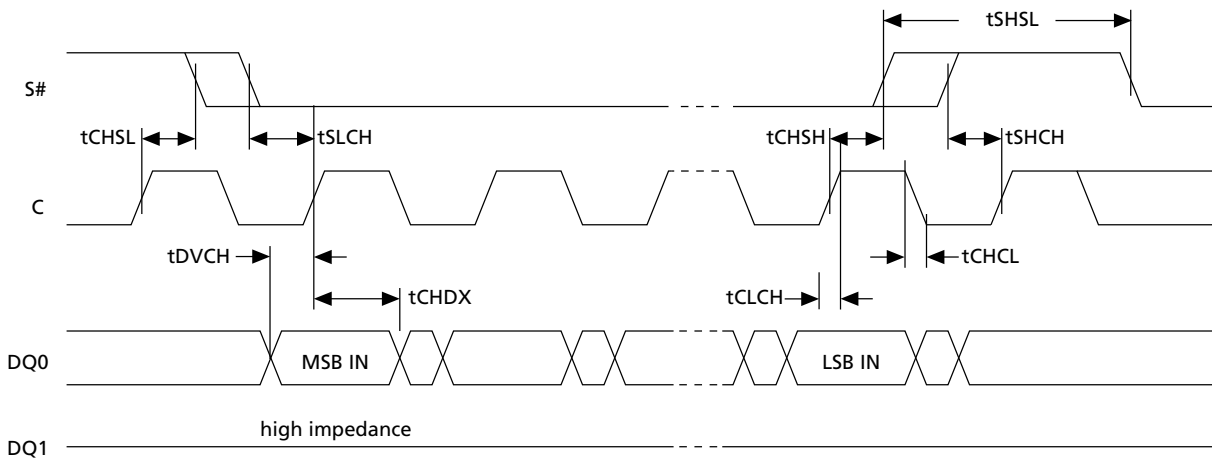 tSHSL
S#
tCHSL
tSLCH
tCHSH
tSHCH
C
tDVCH
tCHCL
tCHDX
tCLCH
DQ0
MSB IN
LSB IN
high impedance
DQ1